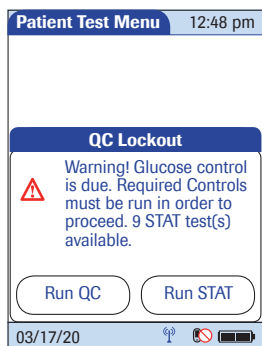 Patient Test Menu 12:48 pm
QC Lockout
Warning! Glucose control
is due. Required Controls
must be run in order to
proceed. 9 STAT test(s)
available.
Run QC Run STAT
03/17/20